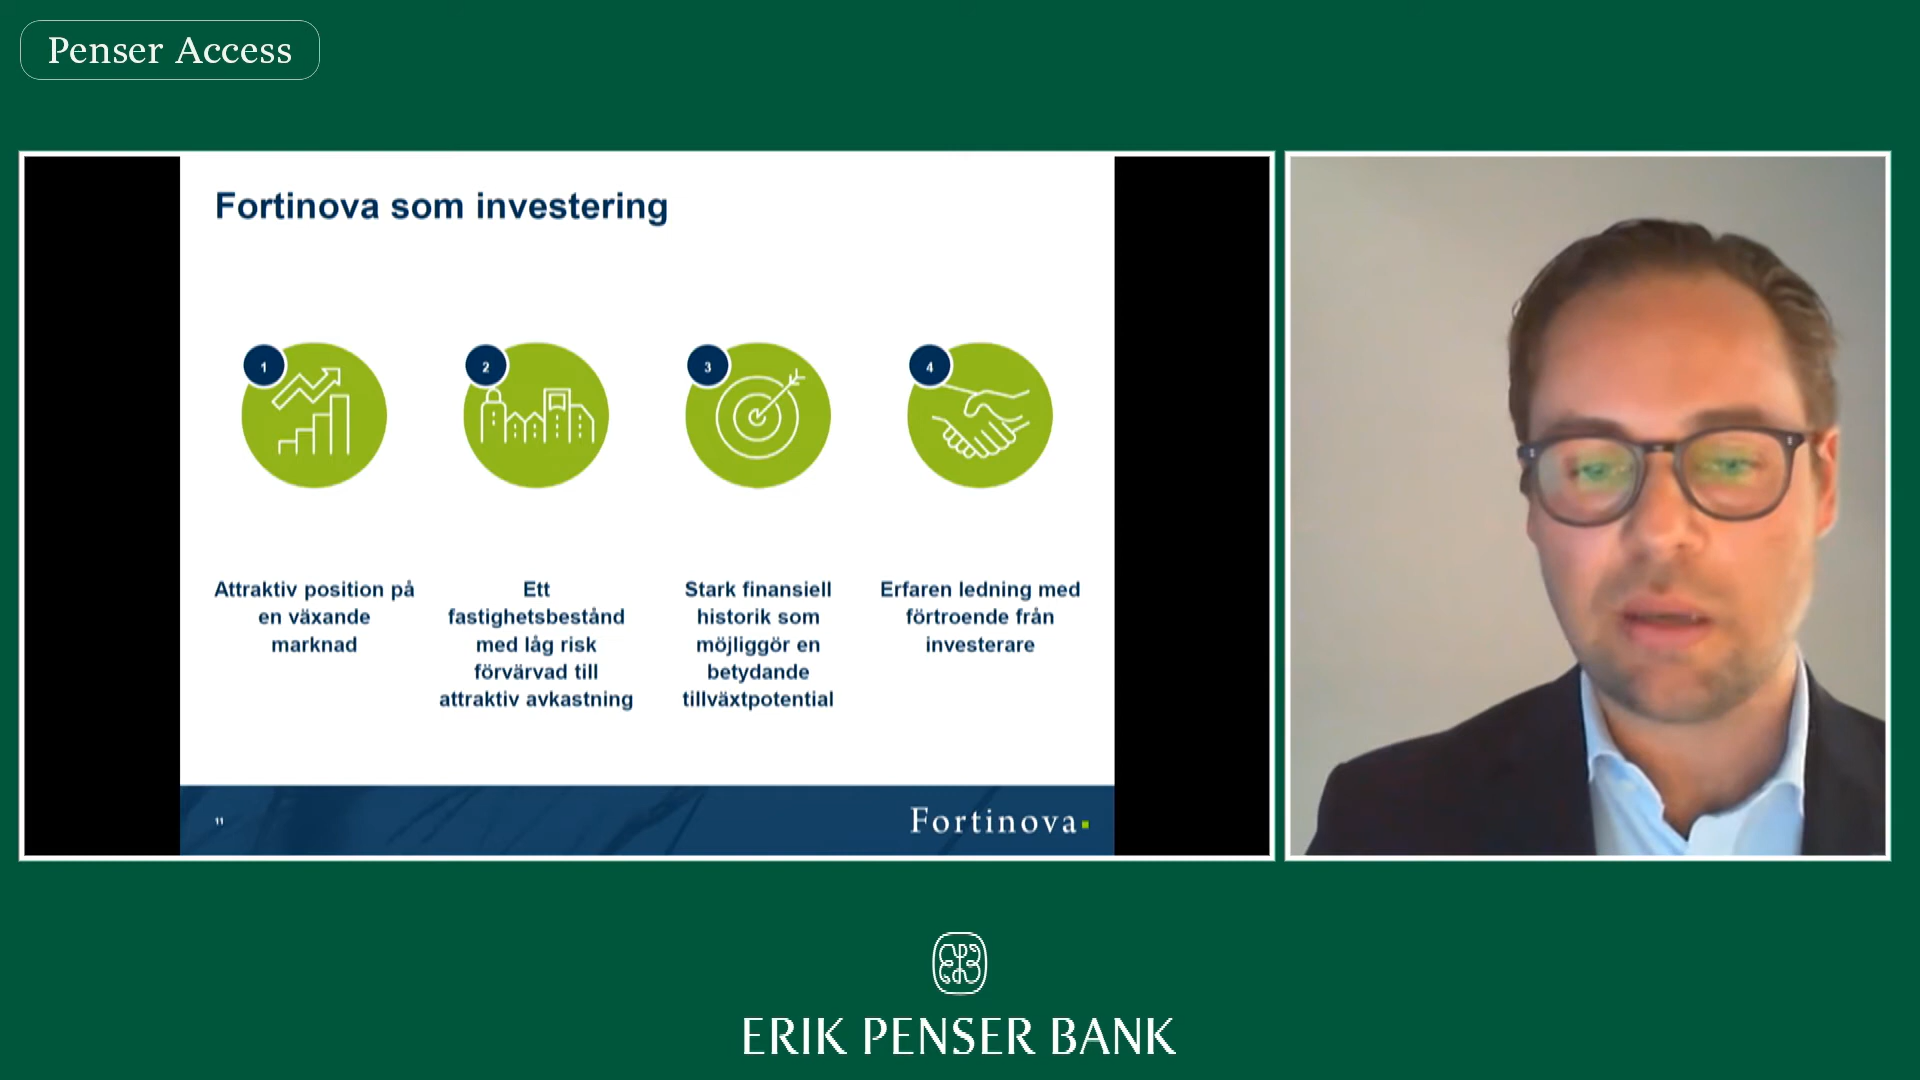 Penser Access
Fortinova som investering
1
2
3
4
Attraktiv position på
en växande
marknad
Ett
fastighetsbestånd
med låg risk
förvärvad till
attraktiv avkastning
Stark finansiell
historik som
möjliggör en
betydande
tillväxtpotential
Erfaren ledning med
förtroende från
investerare
11
Fortinova
ERIK PENSER BANK